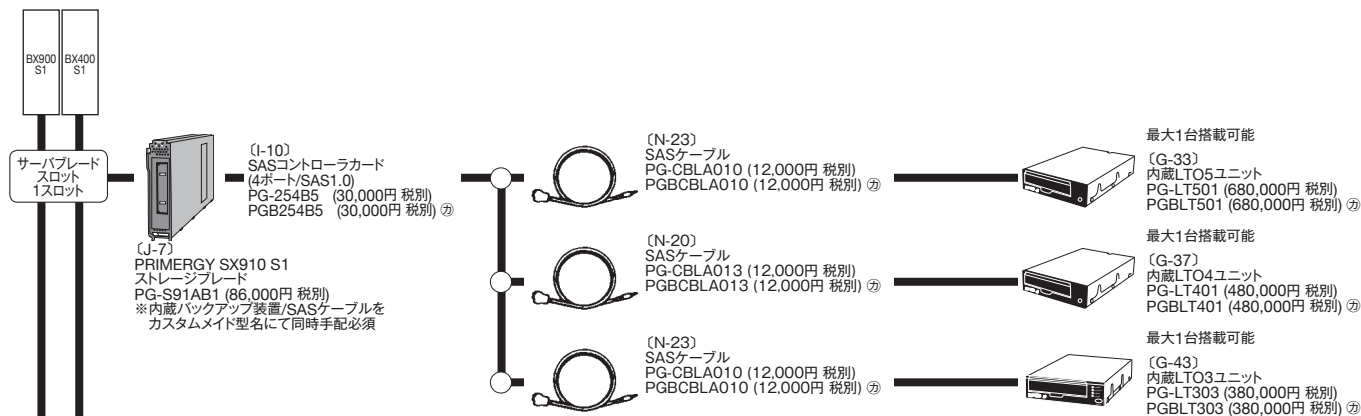 BX900
S1
BX400
S1
サーバブレード
スロット
1スロット
〔I-10〕
SASコントローラカード
(4ポート/SAS1.0)
PG-254B5 (30,000円 税別)
PGB254B5 (30,000円 税別) ㋕
〔J-7〕
PRIMERGY SX910 S1
ストレージブレード
PG-S91AB1 (86,000円 税別)
※内蔵バックアップ装置/SASケーブルを
カスタムメイド型名にて同時手配必須
〔N-23〕
SASケーブル
PG-CBLA010 (12,000円 税別)
PGBCBLA010 (12,000円 税別) ㋕
最大1台搭載可能
〔G-33〕
内蔵LTO5ユニット
PG-LT501 (680,000円 税別)
PGBLT501 (680,000円 税別) ㋕
〔N-20〕
SASケーブル
PG-CBLA013 (12,000円 税別)
PGBCBLA013 (12,000円 税別) ㋕
最大1台搭載可能
〔G-37〕
内蔵LTO4ユニット
PG-LT401 (480,000円 税別)
PGBLT401 (480,000円 税別) ㋕
〔N-23〕
SASケーブル
PG-CBLA010 (12,000円 税別)
PGBCBLA010 (12,000円 税別) ㋕
最大1台搭載可能
〔G-43〕
内蔵LTO3ユニット
PG-LT303 (380,000円 税別)
PGBLT303 (380,000円 税別) ㋕